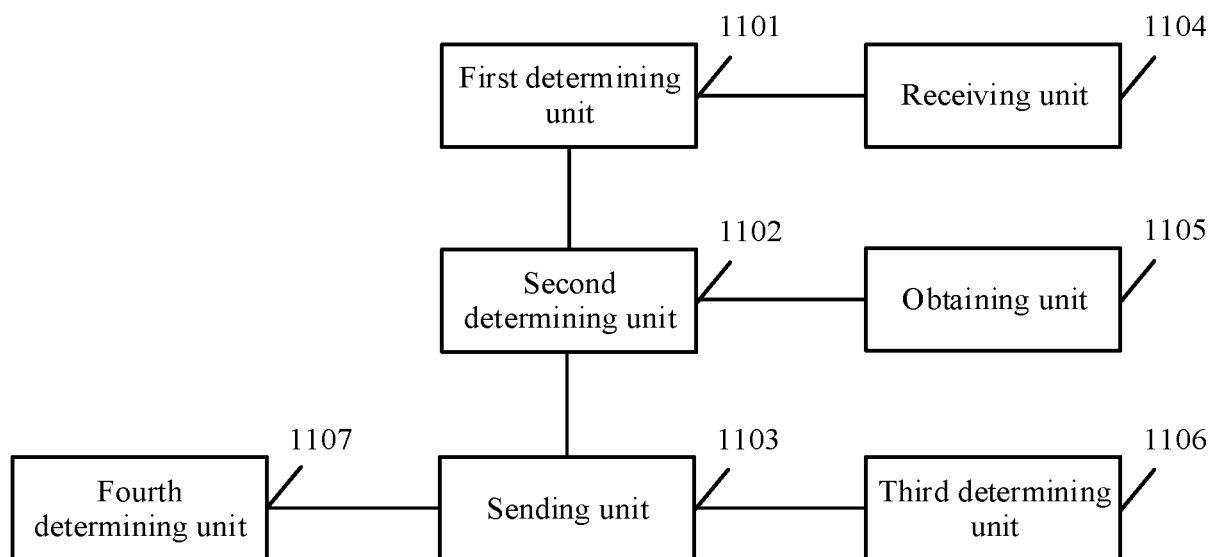 1101
1104
First determining
unit
Receiving unit
1102
1105
Second
determining unit
Obtaining unit
1107
1103
1106
Fourth
determining unit
Sending unit
Third determining
unit